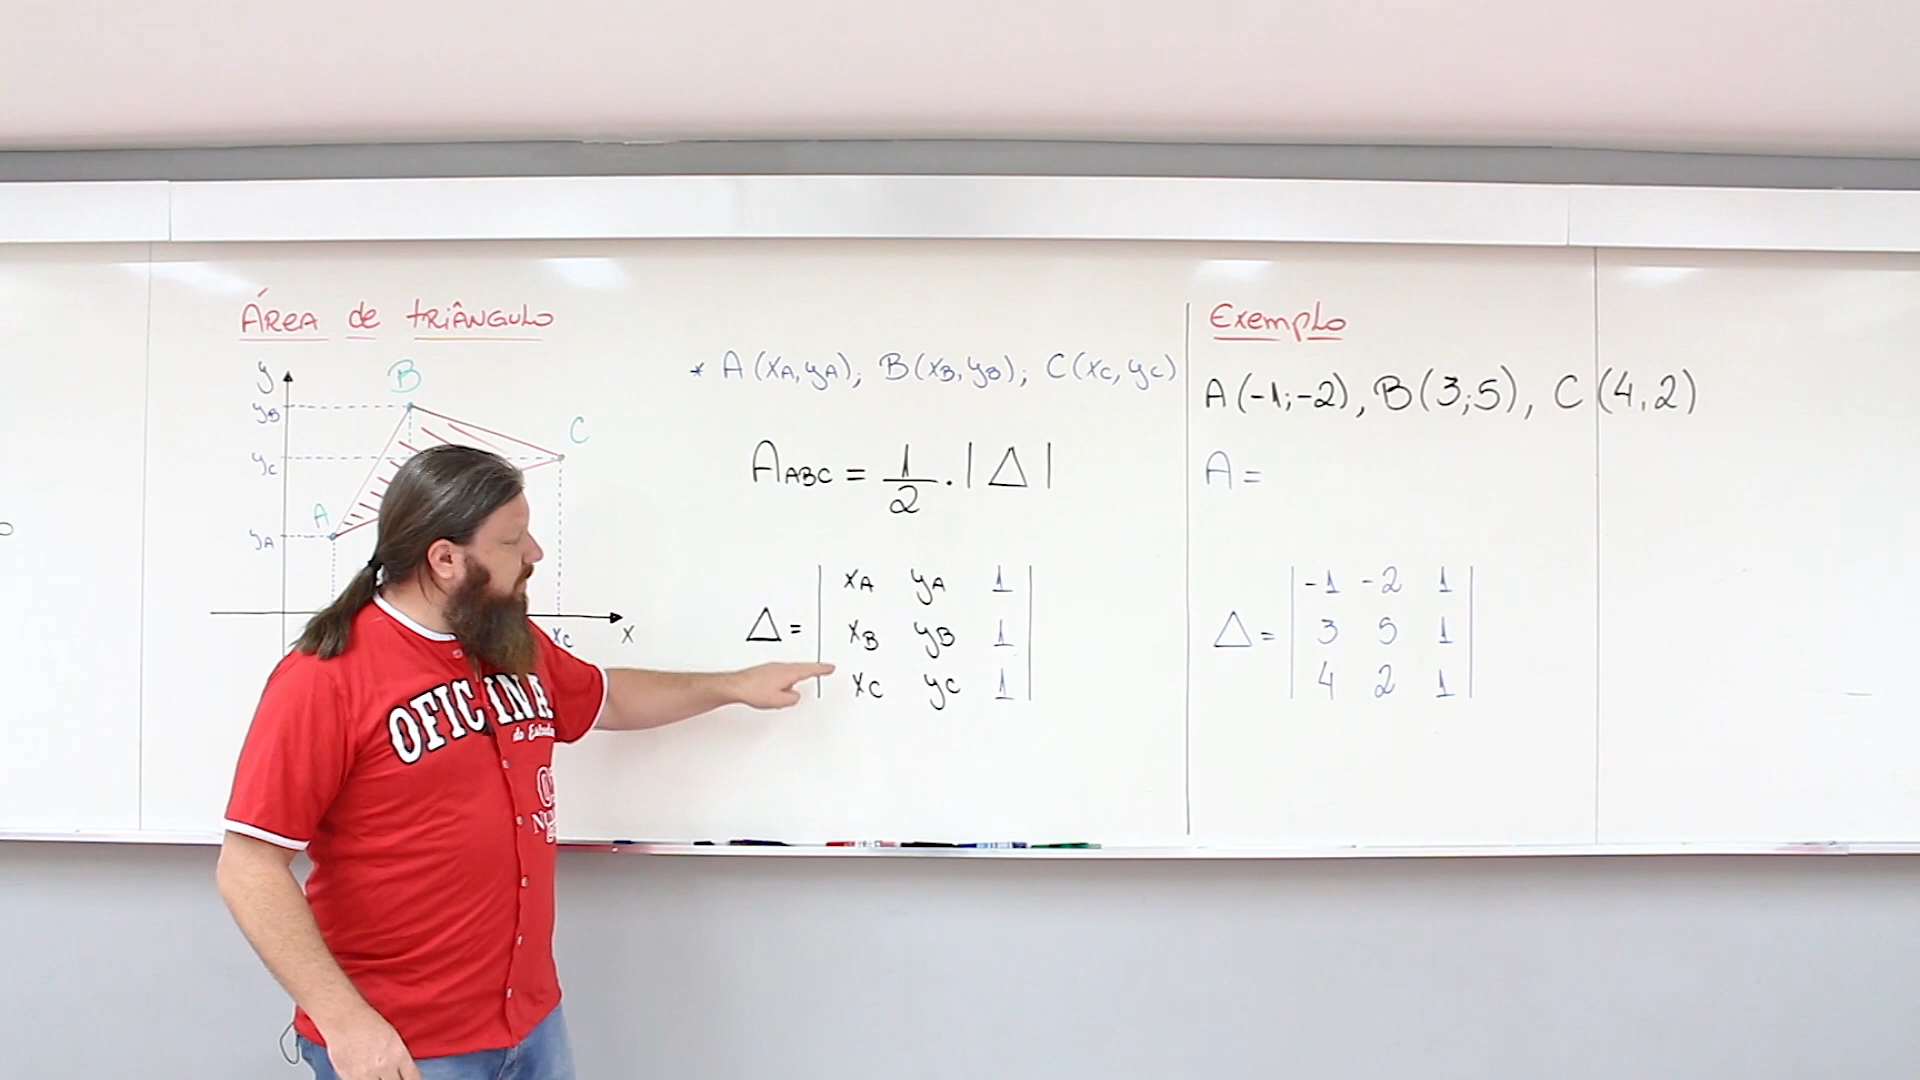 ÁREA de tRIÂNGULO
y
B
yB
C
yC
A
yA
xC
x
* A(xA,yA); B(xB,yB); C(xC,yC)
AABC = 1/2 . |Δ|
Δ = | xA yA 1 |
| xB yB 1 |
| xC yC 1 |
Exemplo
A(-1;-2), B(3;5), C(4,2)
A =
Δ = | -1 -2 1 |
| 3 5 1 |
| 4 2 1 |
OFICINA
do